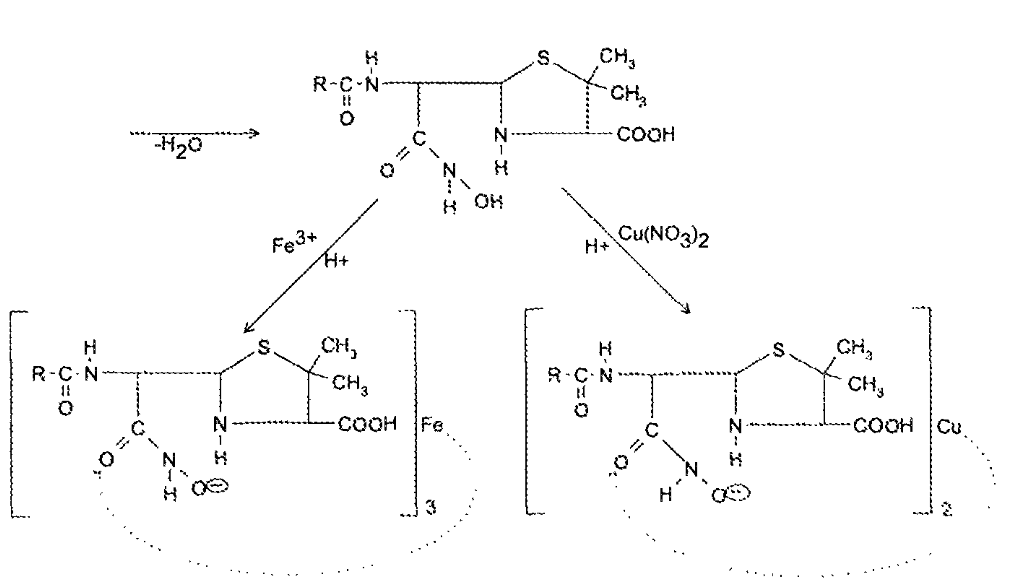 S
CH3
CH3
H
R-C-N
O
-H2O
C
N
COOH
O
N
H
H
OH
Fe3+
H+
H+
Cu(NO3)2
H
R-C-N
O
S
CH3
CH3
C
N
COOH
Fe
O
N
H
H
O⊖
3
H
R-C-N
O
S
CH3
CH3
C
N
COOH
Cu
O
N
H
H
O⊖
2